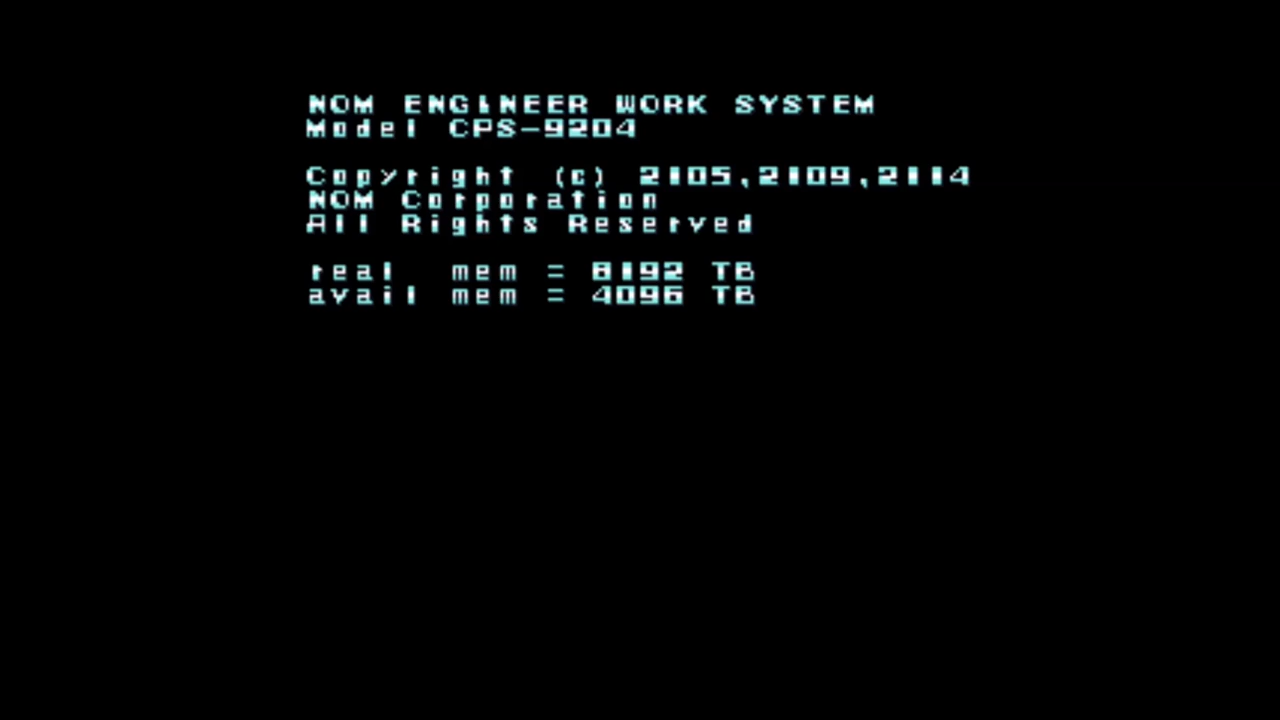 NOM ENGINEER WORK SYSTEM
Model CPS-9204
Copyright (c) 2105,2109,2114
NOM Corporation
All Rights Reserved
real mem = 8192 TB
avail mem = 4096 TB